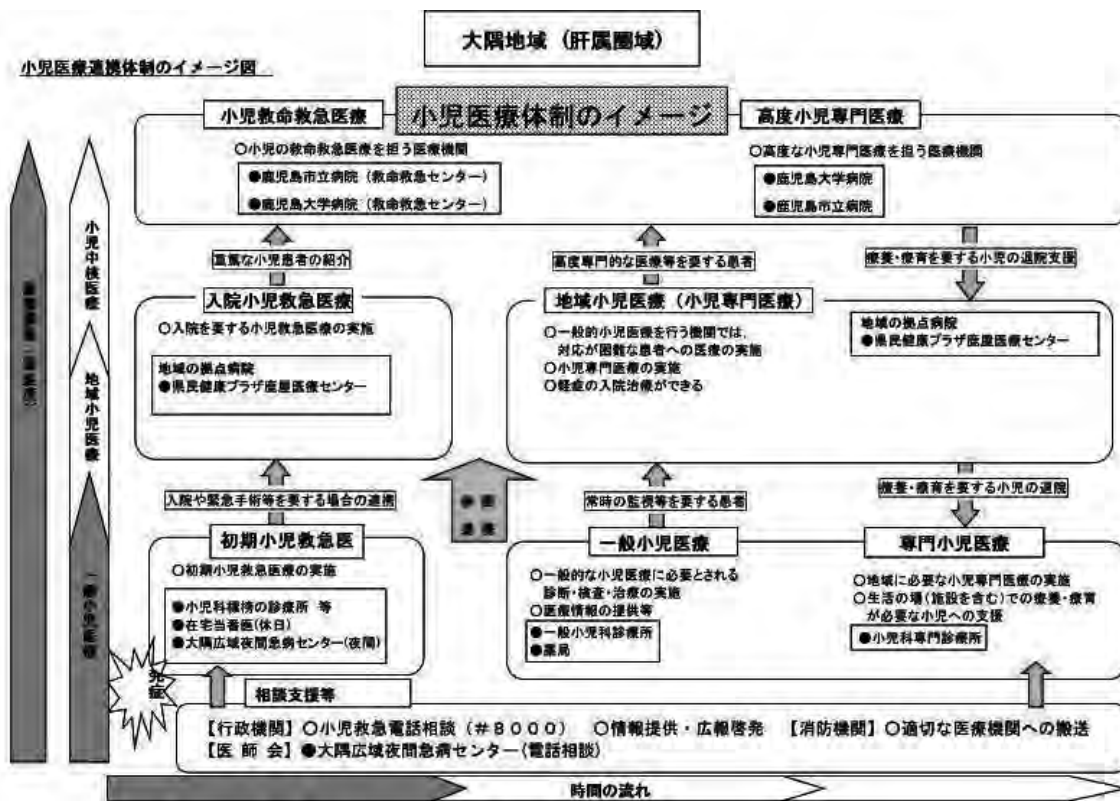 大隅地域（肝属圏域）
小児医療連携体制のイメージ図
小児医療体制のイメージ
小児救命救急医療
○小児の救命救急医療を担う医療機関
●鹿児島市立病院（救命救急センター）
●鹿児島大学病院（救命救急センター）
高度小児専門医療
○高度な小児専門医療を担う医療機関
●鹿児島大学病院
●鹿児島市立病院
重篤な小児患者の紹介
高度専門的な医療等を要する患者
療養・療育を要する小児の退院支援
小児中核医療
地域小児医療
一般小児医療
入院小児救急医療
○入院を要する小児救急医療の実施
地域の拠点病院
●県民健康プラザ鹿屋医療センター
地域小児医療（小児専門医療）
○一般的小児医療を行う機関では、
対応が困難な患者への医療の実施
○小児専門医療の実施
○軽症の入院治療ができる
地域の拠点病院
●県民健康プラザ鹿屋医療センター
入院や緊急手術等を要する場合の連携
常時の監視等を要する患者
療養・療育を要する小児の退院
初期小児救急医
○初期小児救急医療の実施
●小児科標榜の診療所 等
●在宅当番医(休日)
●大隅広域夜間急病センター(夜間)
一般小児医療
○一般的な小児医療に必要とされる
診断・検査・治療の実施
○医療情報の提供等
●一般小児科診療所
●薬局
専門小児医療
○地域に必要な小児専門医療の実施
○生活の場(施設を含む)での療養・療育
が必要な小児への支援
●小児科専門診療所
発症
相談支援等
【行政機関】○小児救急電話相談（＃８０００） ○情報提供・広報啓発 【消防機関】○適切な医療機関への搬送
【医 師 会】●大隅広域夜間急病センター(電話相談)
時間の流れ